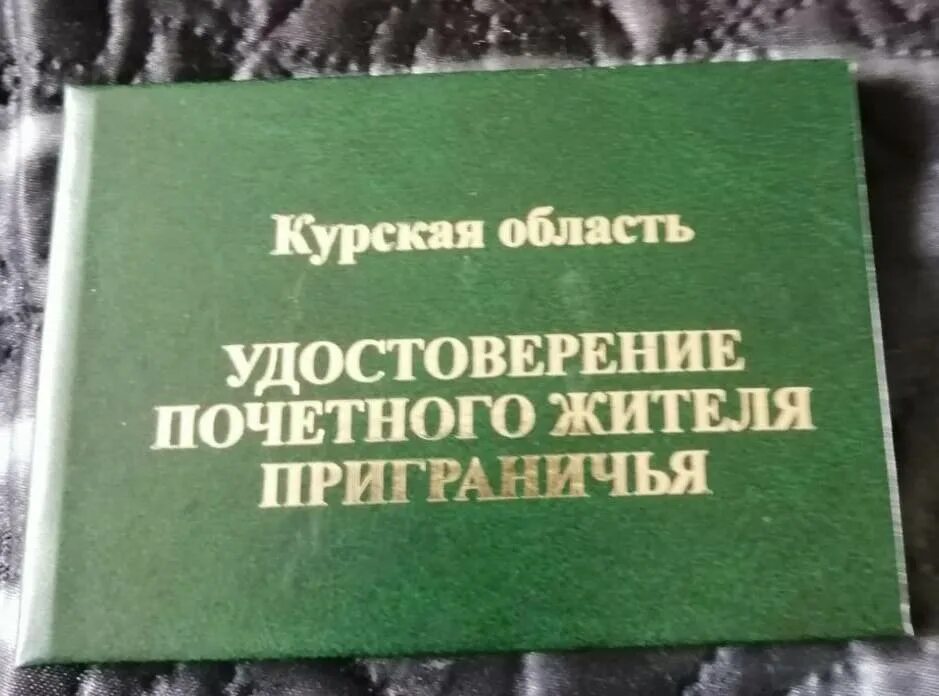 Курская область
УДОСТОВЕРЕНИЕ
ПОЧЕТНОГО ЖИТЕЛЯ
ПРИГРАНИЧЬЯ